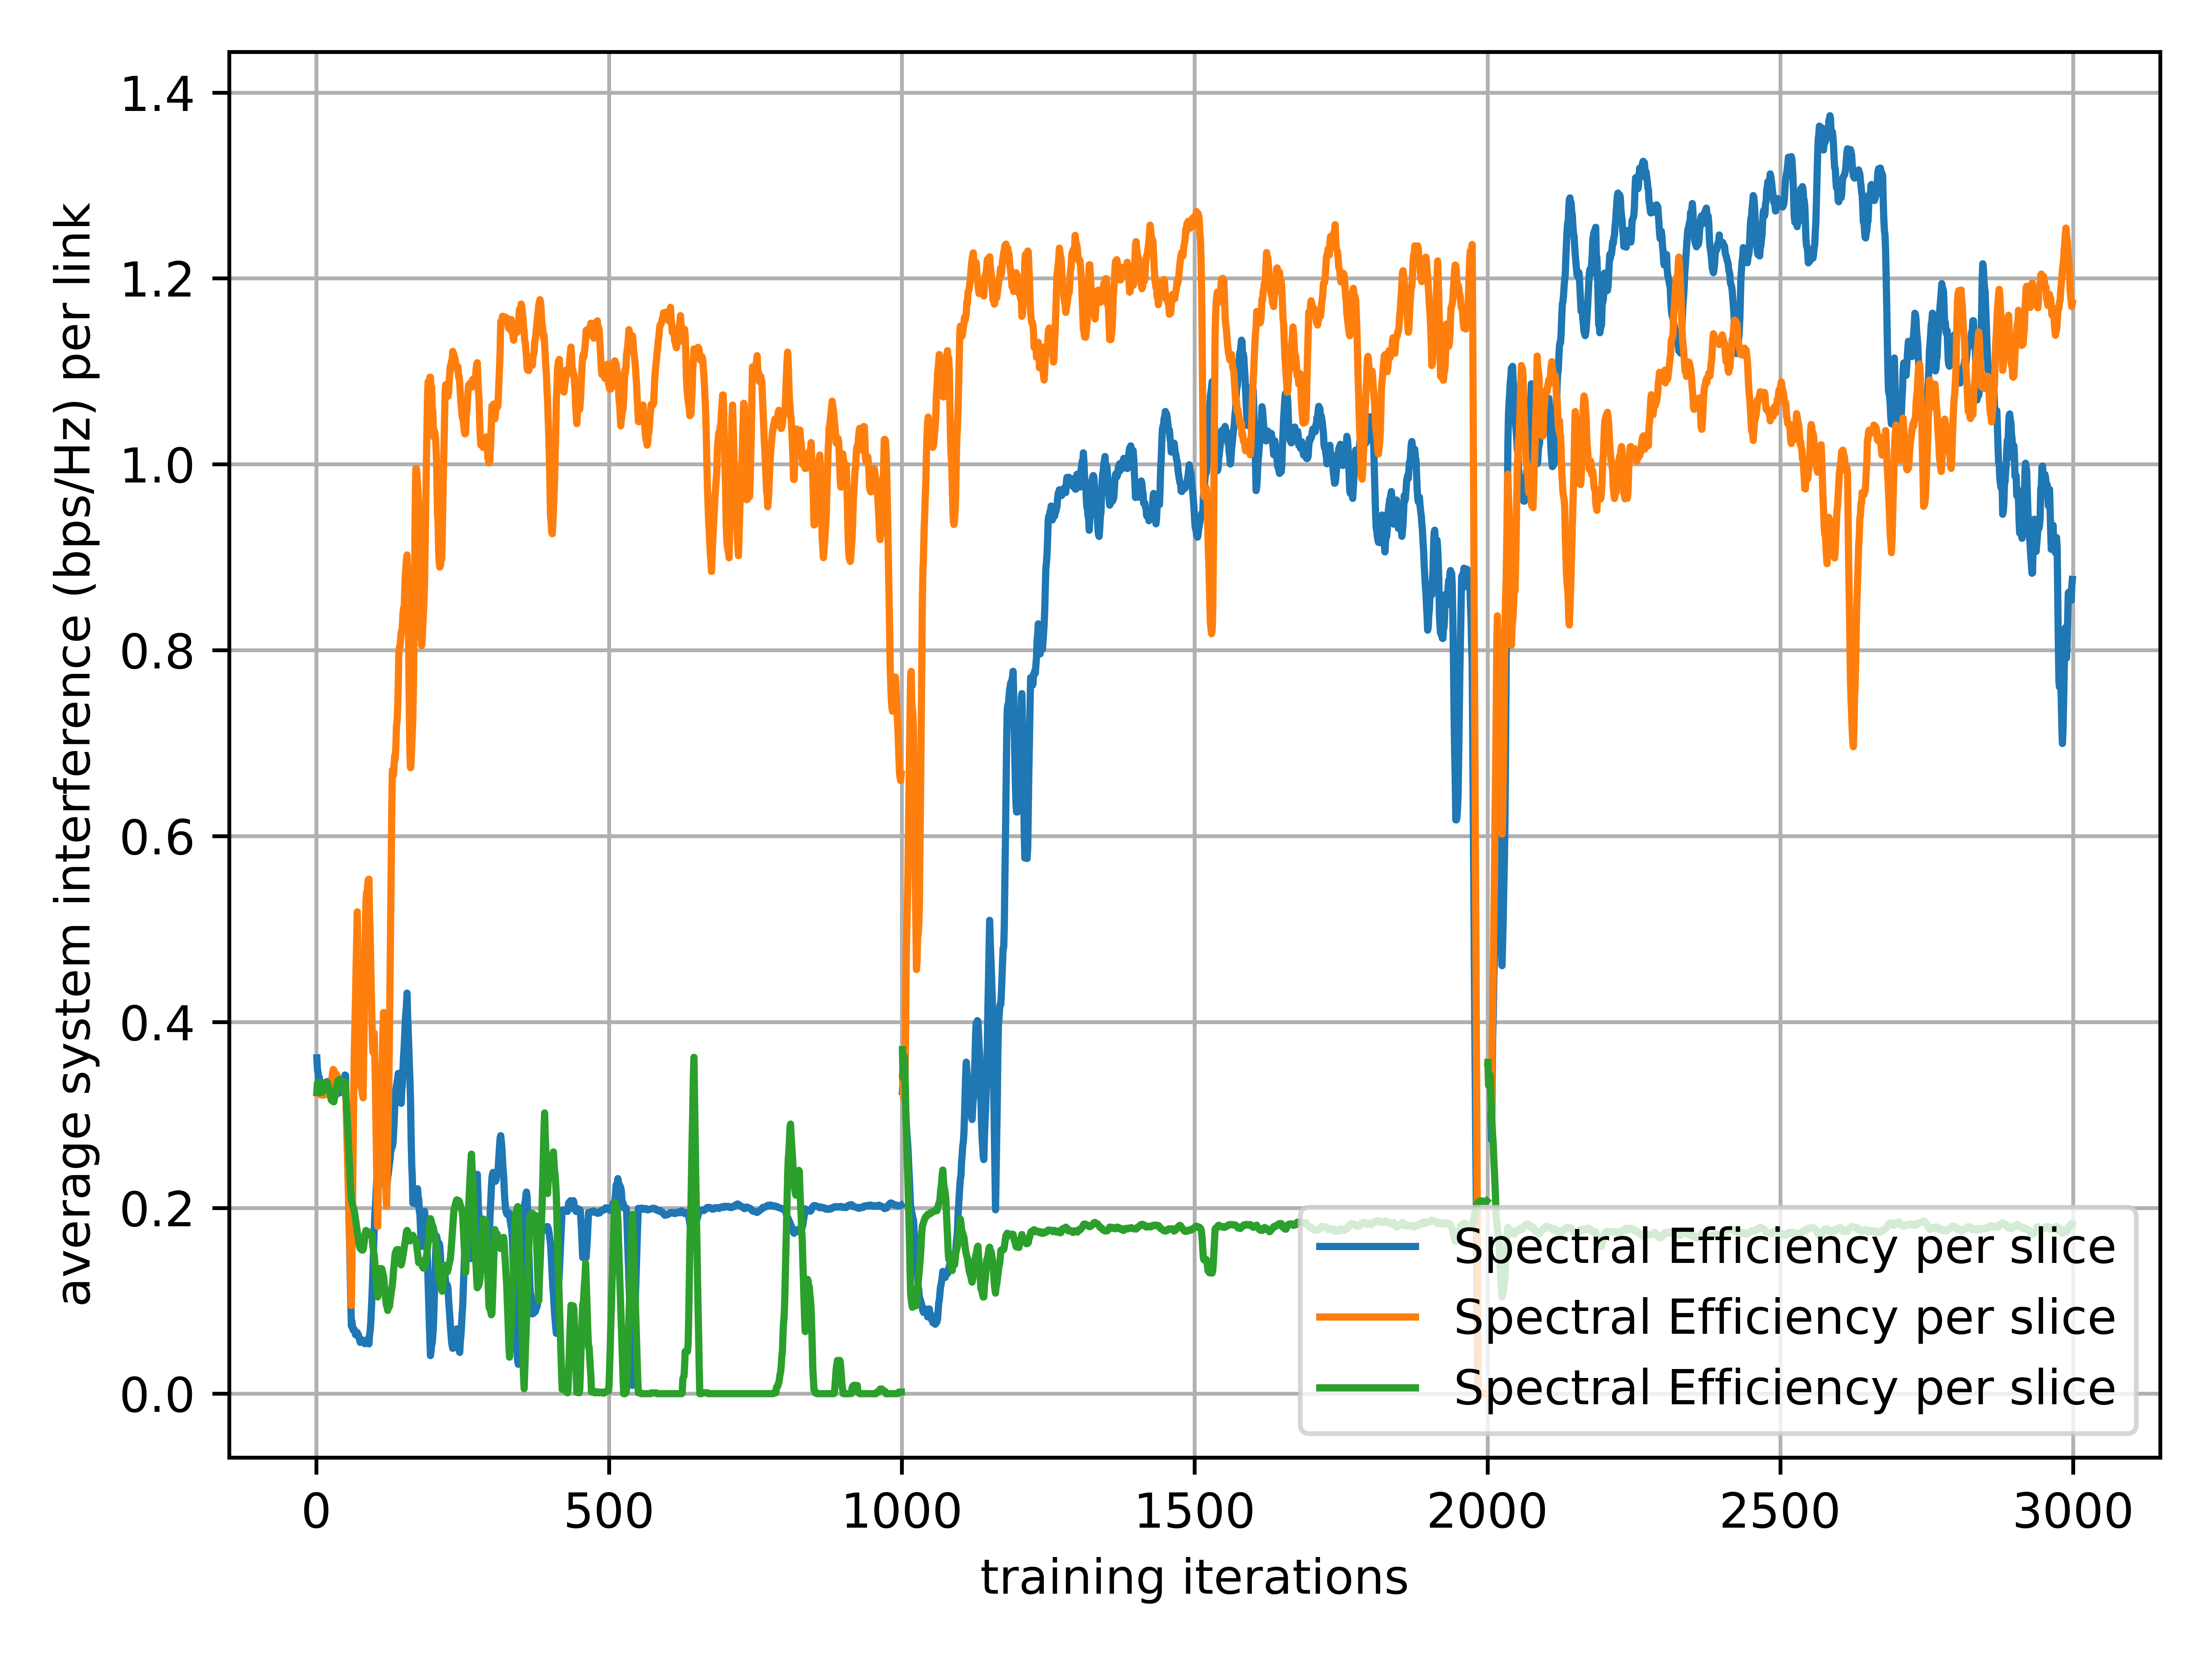 average system interference (bps/Hz) per link
1.4
1.2
1.0
0.8
0.6
0.4
0.2
0.0
Spectral Efficiency per slice
Spectral Efficiency per slice
Spectral Efficiency per slice
0 500 1000 1500 2000 2500 3000
training iterations